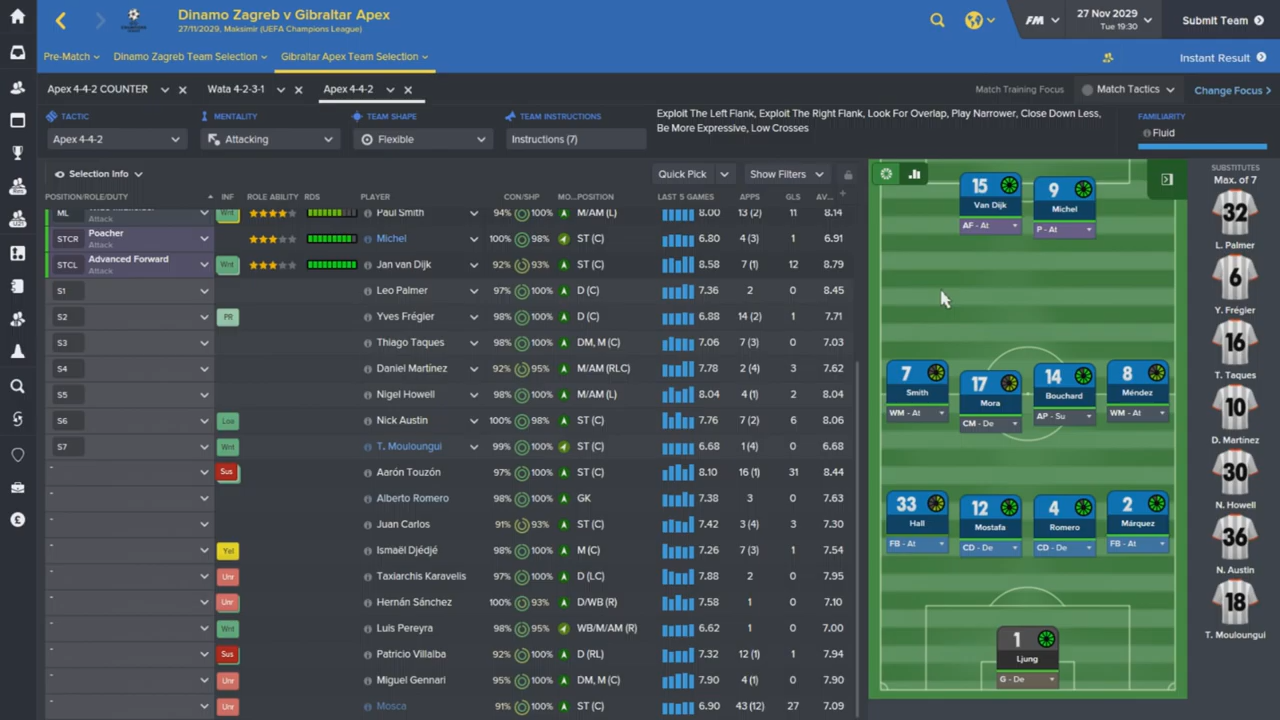 Dinamo Zagreb v Gibraltar Apex
27/11/2029, Maksimir (UEFA Champions League)
FM
27 Nov 2029
Tue 19:30
Submit Team
Pre-Match
Dinamo Zagreb Team Selection
Gibraltar Apex Team Selection
Instant Result
Apex 4-4-2 COUNTER
Wata 4-2-3-1
Apex 4-4-2
Match Training Focus
Match Tactics
Change Focus >
TACTIC
MENTALITY
TEAM SHAPE
TEAM INSTRUCTIONS
Exploit The Left Flank, Exploit The Right Flank, Look For Overlap, Play Narrower, Close Down Less,
Be More Expressive, Low Crosses
FAMILIARITY
Fluid
Apex 4-4-2
Attacking
Flexible
Instructions (7)
Selection Info
Quick Pick
Show Filters
POSITION/ROLE/DUTY
INF
ROLE ABILITY
RDS
PLAYER
CON/SHP
MO...
POSITION
LAST 5 GAMES
APPS
GLS
AV...
ML Attack Wnt Paul Smith 94% 100% M/AM (L) 8.00 13 (2) 11 8.14
STCR Poacher Attack Michel 100% 98% ST (C) 6.80 4 (3) 1 6.91
STCL Advanced Forward Attack Wnt Jan van Dijk 92% 93% ST (C) 8.58 7 (1) 12 8.79
S1 Leo Palmer 97% 100% D (C) 7.36 2 0 8.45
S2 PR Yves Frégier 98% 100% D (C) 6.88 14 (2) 1 7.71
S3 Thiago Taques 98% 100% DM, M (C) 7.06 7 (3) 0 7.03
S4 Daniel Martínez 92% 95% M/AM (RLC) 7.78 2 (4) 3 7.62
S5 Nigel Howell 98% 100% M/AM (L) 8.04 4 (1) 2 8.04
S6 Loa Nick Austin 100% 98% ST (C) 7.76 7 (2) 6 8.06
S7 Wnt T. Mouloungui 99% 100% ST (C) 6.68 1 (4) 0 6.68
- Sus Aarón Touzón 97% 100% ST (C) 8.10 16 (1) 31 8.44
- Alberto Romero 98% 100% GK 7.38 3 0 7.63
- Juan Carlos 91% 93% ST (C) 7.42 3 (4) 3 7.30
- Yel Ismaël Djédjé 98% 100% M (C) 7.26 7 (3) 1 7.54
- Unr Taxiarchis Karavelis 97% 100% D (LC) 7.88 2 0 7.95
- Unr Hernán Sánchez 100% 93% D/WB (R) 7.58 1 0 7.10
- Wnt Luis Pereyra 98% 95% WB/M/AM (R) 6.62 1 0 7.00
- Sus Patricio Villalba 92% 100% D (RL) 7.32 12 (1) 1 7.94
- Unr Miguel Gennari 95% 100% DM, M (C) 7.90 4 (1) 0 7.90
- Unr Mosca 91% 100% ST (C) 6.90 43 (12) 27 7.09
15
Van Dijk
AF - At
9
Michel
P - At
7
Smith
WM - At
17
Mora
CM - De
14
Bouchard
AP - Su
8
Méndez
WM - At
33
Hall
FB - At
12
Mostafa
CD - De
4
Romero
CD - De
2
Márquez
FB - At
1
Ljung
G - De
SUBSTITUTES
Max. of 7
32
L. Palmer
6
Y. Frégier
16
T. Taques
10
D. Martínez
30
N. Howell
36
N. Austin
18
T. Mouloungui